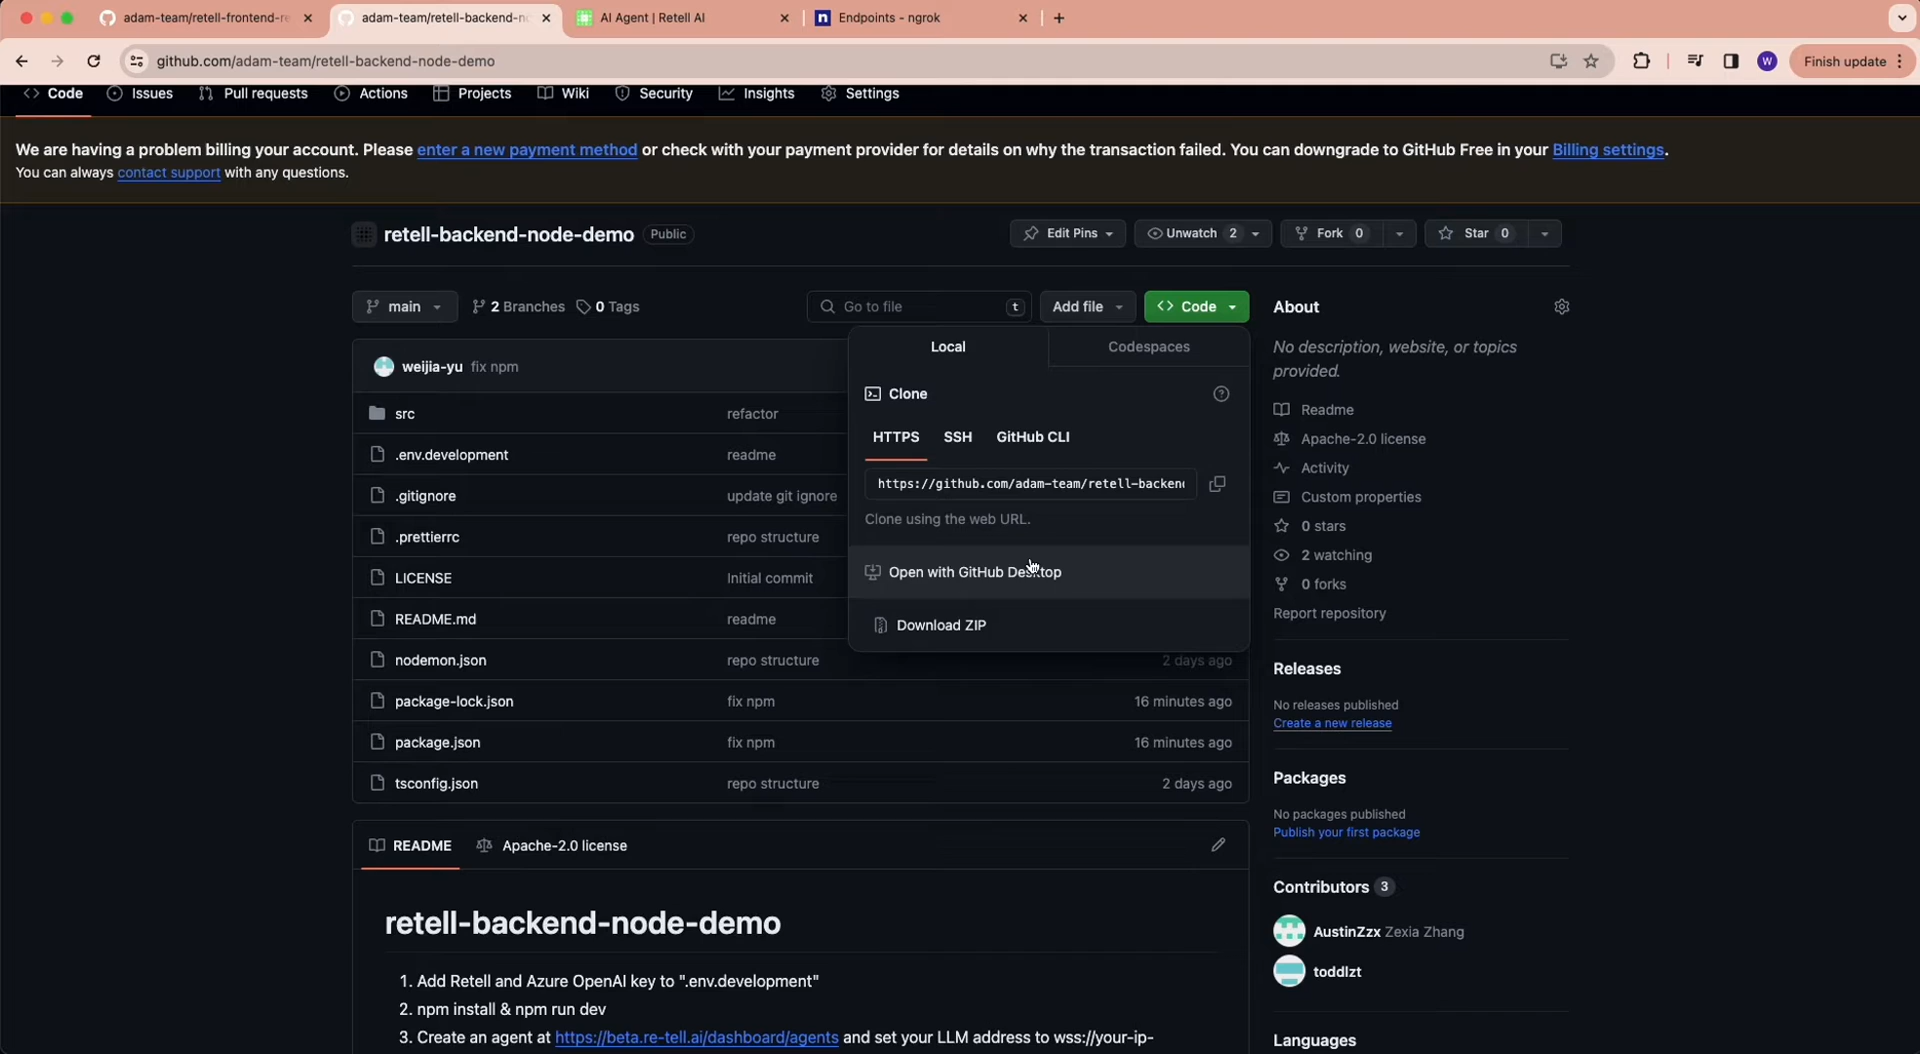 adam-team/retell-frontend-re
adam-team/retell-backend-no
AI Agent | Retell AI
Endpoints - ngrok
github.com/adam-team/retell-backend-node-demo
W
Finish update
Code
Issues
Pull requests
Actions
Projects
Wiki
Security
Insights
Settings
We are having a problem billing your account. Please enter a new payment method or check with your payment provider for details on why the transaction failed. You can downgrade to GitHub Free in your Billing settings.
You can always contact support with any questions.
retell-backend-node-demo
Public
Edit Pins
Unwatch 2
Fork 0
Star 0
main
2 Branches
0 Tags
Go to file
t
Add file
Code
Local
Codespaces
Clone
HTTPS
SSH
GitHub CLI
https://github.com/adam-team/retell-backen
Clone using the web URL.
Open with GitHub Desktop
Download ZIP
weijia-yu fix npm
src refactor
.env.development readme
.gitignore update git ignore
.prettierrc repo structure
LICENSE Initial commit
README.md readme
nodemon.json repo structure 2 days ago
package-lock.json fix npm 16 minutes ago
package.json fix npm 16 minutes ago
tsconfig.json repo structure 2 days ago
README
Apache-2.0 license
retell-backend-node-demo
1. Add Retell and Azure OpenAI key to ".env.development"
2. npm install & npm run dev
3. Create an agent at https://beta.re-tell.ai/dashboard/agents and set your LLM address to wss://your-ip-
About
No description, website, or topics
provided.
Readme
Apache-2.0 license
Activity
Custom properties
0 stars
2 watching
0 forks
Report repository
Releases
No releases published
Create a new release
Packages
No packages published
Publish your first package
Contributors 3
AustinZzx Zexia Zhang
toddlzt
Languages